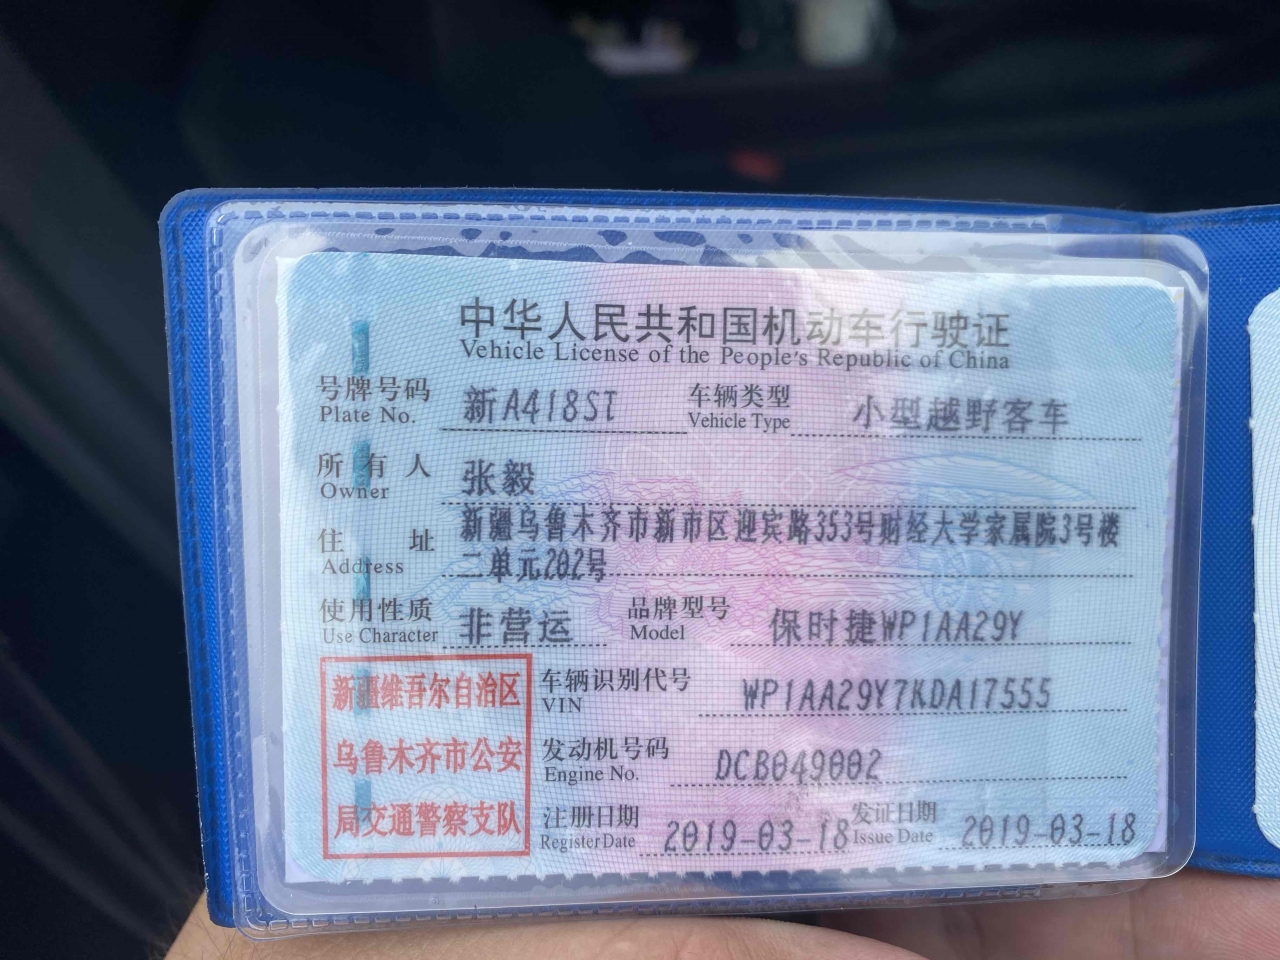 中华人民共和国机动车行驶证
Vehicle License of the People's Republic of China
号牌号码 新A418ST 车辆类型 小型越野客车
Plate No. Vehicle Type
所有人 张毅
Owner
住址 新疆乌鲁木齐市新市区迎宾路353号财经大学家属院3号楼
Address 二单元202号
使用性质 非营运 品牌型号 保时捷WP1AA29Y
Use Character Model
新疆维吾尔自治区
乌鲁木齐市公安
局交通警察支队
车辆识别代号 WP1AA29Y7KDA17555
VIN
发动机号码 DCB049002
Engine No.
注册日期 2019-03-18 发证日期 2019-03-18
Register Date Issue Date